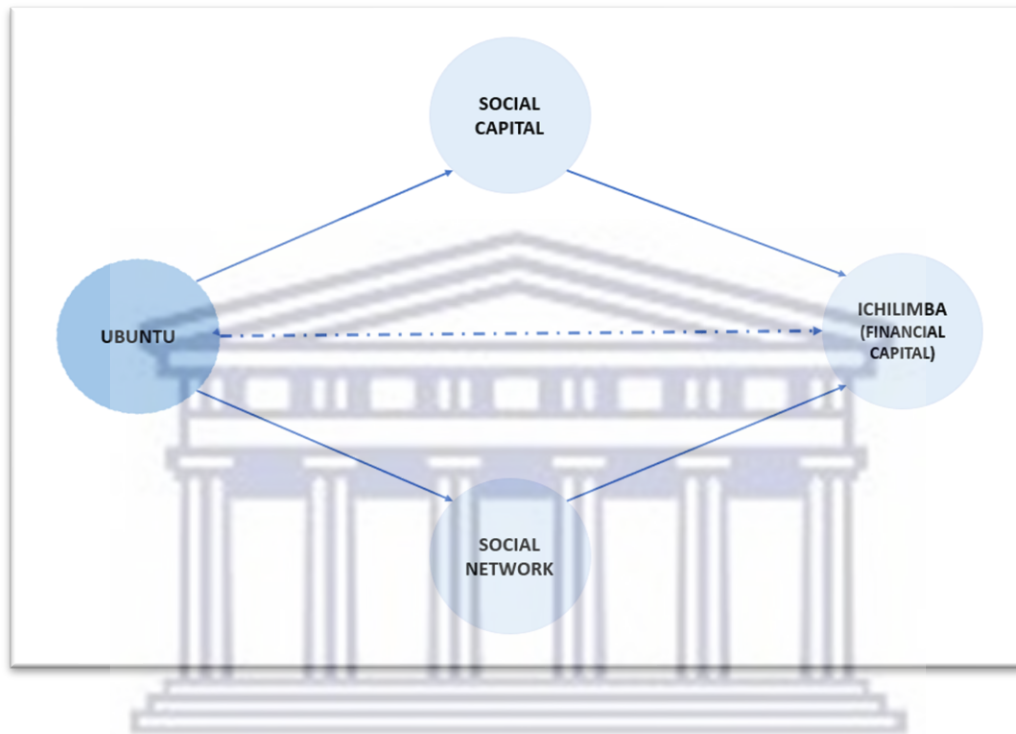 SOCIAL
CAPITAL
UBUNTU
ICHILIMBA
(FINANCIAL
CAPITAL)
SOCIAL
NETWORK